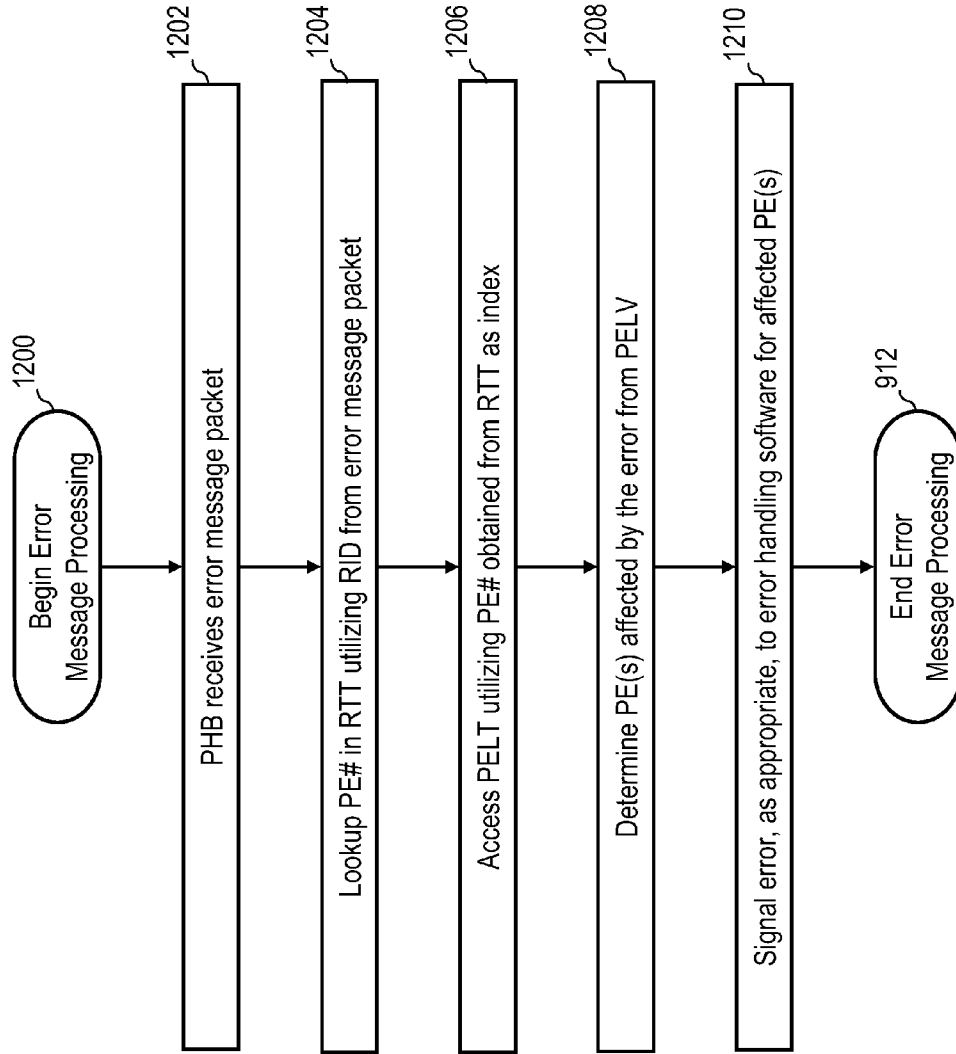 1200
Begin Error
Message Processing
1202
PHB receives error message packet
1204
Lookup PE# in RTT utilizing RID from error message packet
1206
Access PELT utilizing PE# obtained from RTT as index
1208
Determine PE(s) affected by the error from PELV
1210
Signal error, as appropriate, to error handling software for affected PE(s)
912
End Error
Message Processing